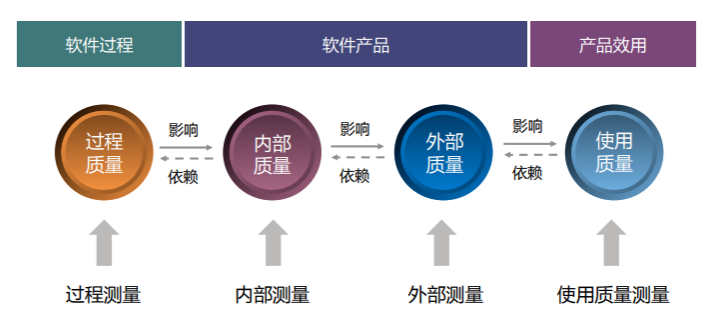 软件过程
软件产品
产品效用
过程
质量
影响
依赖
内部
质量
影响
依赖
外部
质量
影响
依赖
使用
质量
过程测量
内部测量
外部测量
使用质量测量